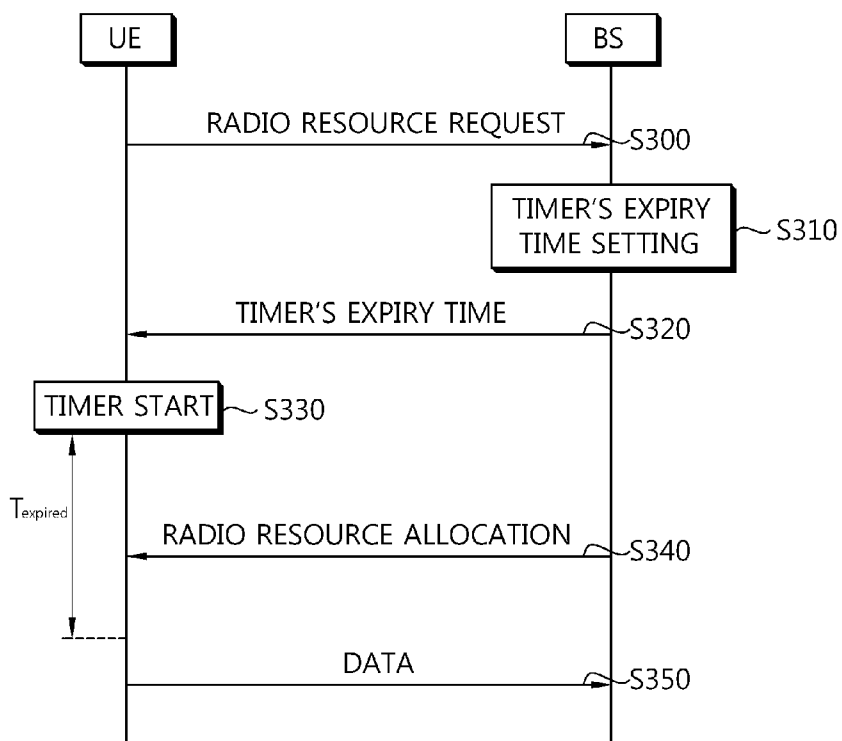 UE
BS
RADIO RESOURCE REQUEST
S300
TIMER'S EXPIRY
TIME SETTING
S310
TIMER'S EXPIRY TIME
S320
TIMER START
S330
Texpired
RADIO RESOURCE ALLOCATION
S340
DATA
S350